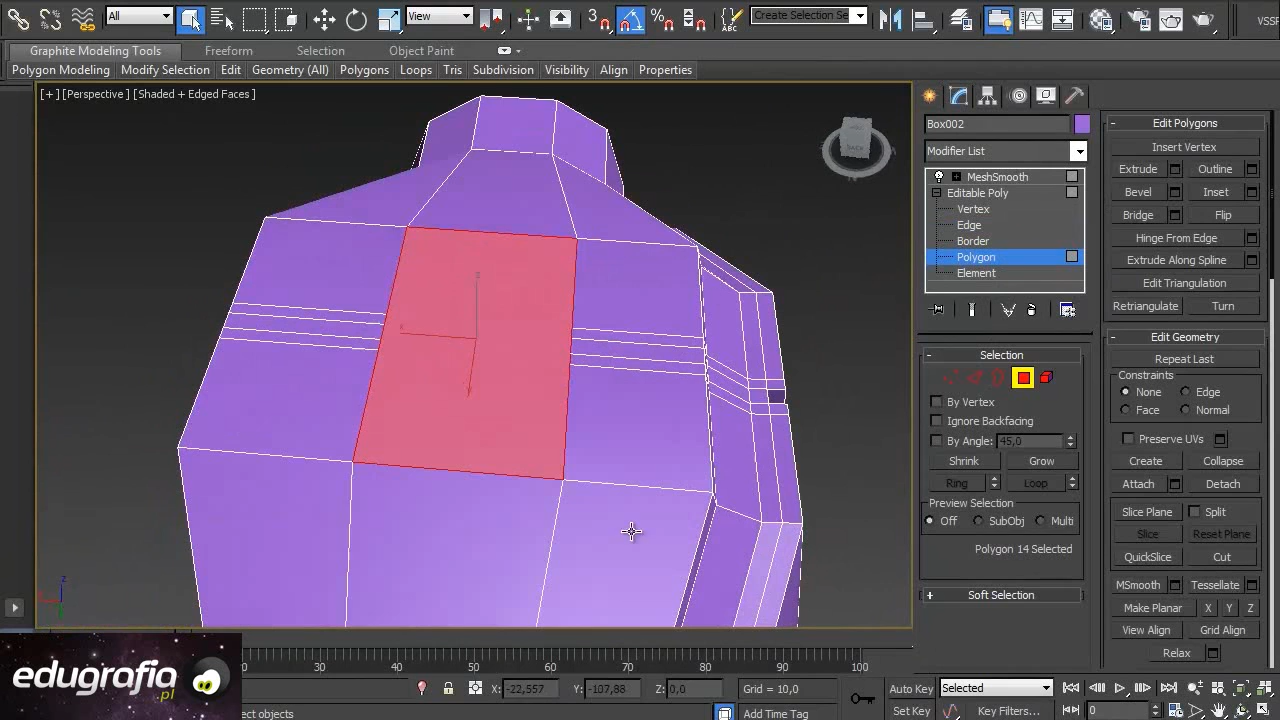 All
View
3
%
ABC
Create Selection Se
VSSF
Graphite Modeling Tools
Freeform
Selection
Object Paint
Polygon Modeling
Modify Selection
Edit
Geometry (All)
Polygons
Loops
Tris
Subdivision
Visibility
Align
Properties
[ + ] [Perspective ] [Shaded + Edged Faces ]
Box002
Modifier List
MeshSmooth
Editable Poly
Vertex
Edge
Border
Polygon
Element
Selection
By Vertex
Ignore Backfacing
By Angle: 45,0
Shrink Grow
Ring Loop
Preview Selection
Off SubObj Multi
Polygon 14 Selected
Soft Selection
Edit Polygons
Insert Vertex
Extrude Outline
Bevel Inset
Bridge Flip
Hinge From Edge
Extrude Along Spline
Edit Triangulation
Retriangulate Turn
Edit Geometry
Repeat Last
Constraints
None Edge
Face Normal
Preserve UVs
Create Collapse
Attach Detach
Slice Plane Split
Slice Reset Plane
QuickSlice Cut
MSmooth Tessellate
Make Planar X Y Z
View Align Grid Align
Relax
z
edugrafia
.pl
30 40 50 60 70 80 90 100
X: -22,557 Y: -107,88 Z: 0,0 Grid = 10,0
Auto Key Selected
ect objects
Add Time Tag
Set Key Key Filters... 0